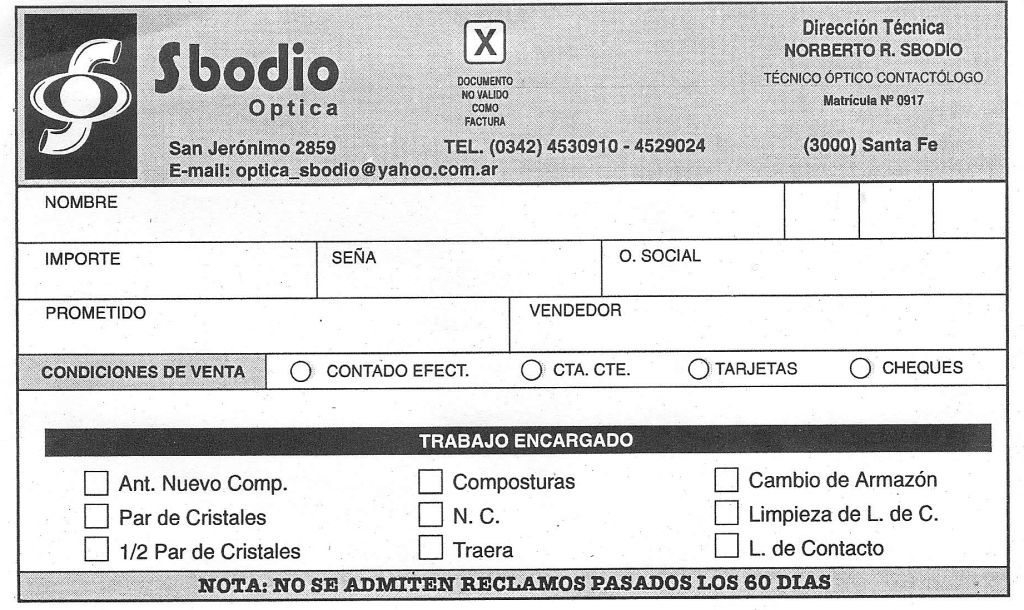 Sbodio
Optica
X
DOCUMENTO
NO VALIDO
COMO
FACTURA
Dirección Técnica
NORBERTO R. SBODIO
TÉCNICO ÓPTICO CONTACTÓLOGO
Matrícula Nº 0917
San Jerónimo 2859 TEL. (0342) 4530910 - 4529024 (3000) Santa Fe
E-mail: optica_sbodio@yahoo.com.ar
NOMBRE
IMPORTE SEÑA O. SOCIAL
PROMETIDO VENDEDOR
CONDICIONES DE VENTA CONTADO EFECT. CTA. CTE. TARJETAS CHEQUES
TRABAJO ENCARGADO
Ant. Nuevo Comp. Composturas Cambio de Armazón
Par de Cristales N. C. Limpieza de L. de C.
1/2 Par de Cristales Traera L. de Contacto
NOTA: NO SE ADMITEN RECLAMOS PASADOS LOS 60 DIAS